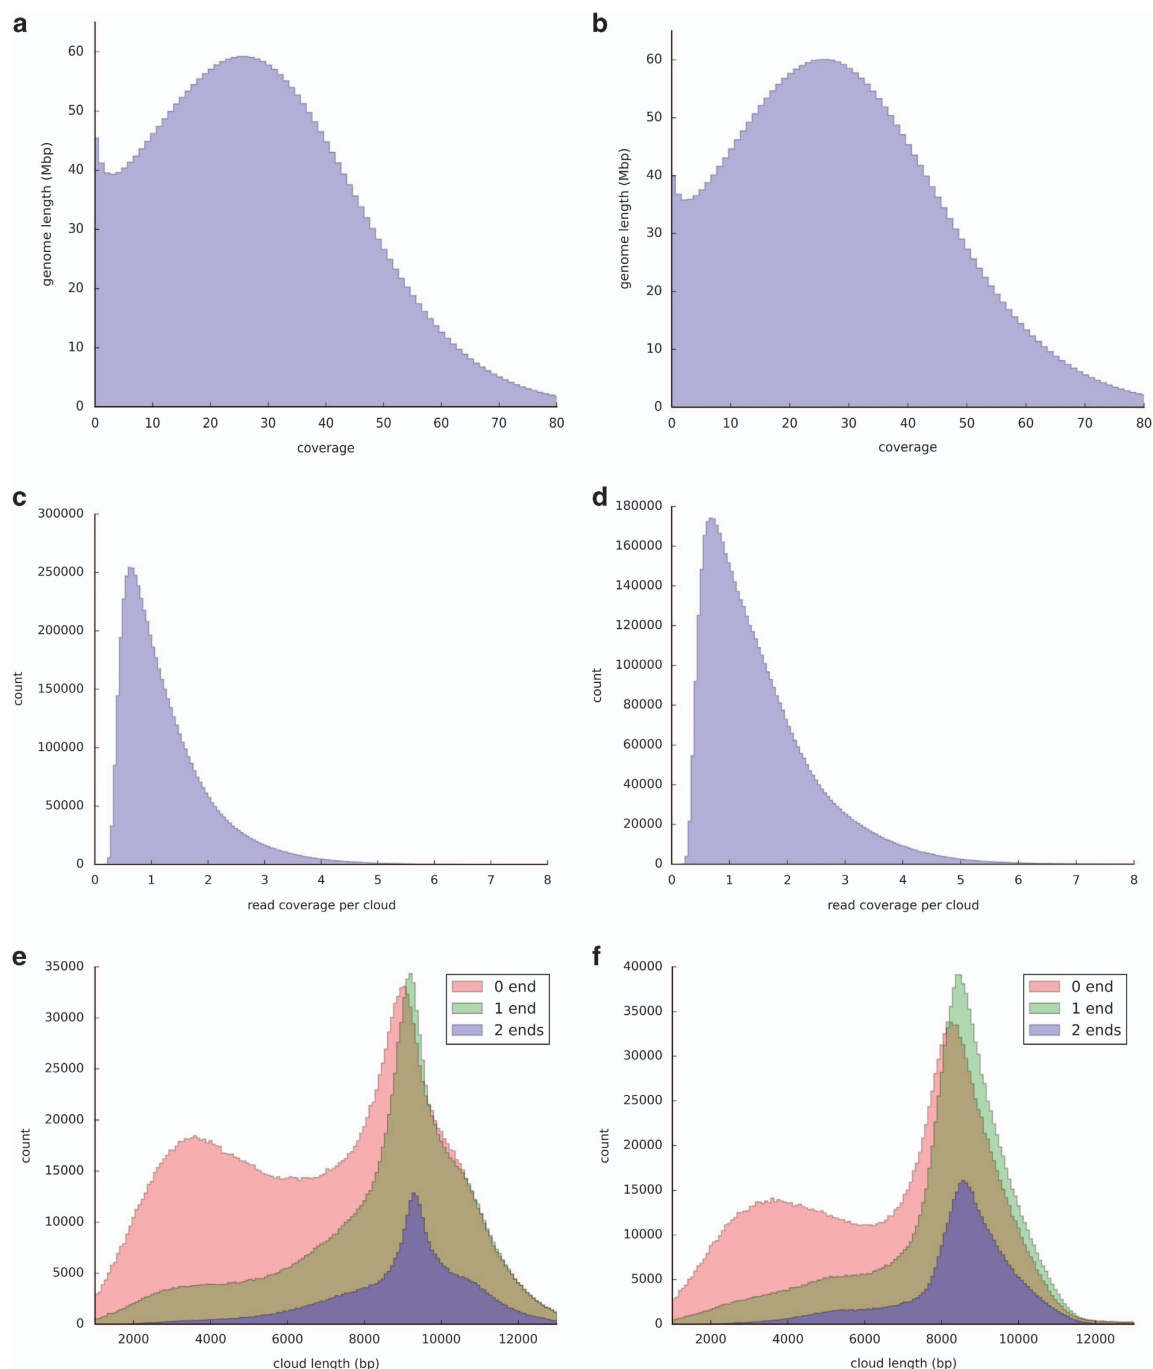 a
60
50
40
30
20
10
0
genome length (Mbp)
0 10 20 30 40 50 60 70 80
coverage
b
60
50
40
30
20
10
0
genome length (Mbp)
0 10 20 30 40 50 60 70 80
coverage
c
300000
250000
200000
150000
100000
50000
0
count
0 1 2 3 4 5 6 7 8
read coverage per cloud
d
180000
160000
140000
120000
100000
80000
60000
40000
20000
0
count
0 1 2 3 4 5 6 7 8
read coverage per cloud
e
35000
30000
25000
20000
15000
10000
5000
0
count
0 end
1 end
2 ends
2000 4000 6000 8000 10000 12000
cloud length (bp)
f
40000
35000
30000
25000
20000
15000
10000
5000
0
count
0 end
1 end
2 ends
2000 4000 6000 8000 10000 12000
cloud length (bp)